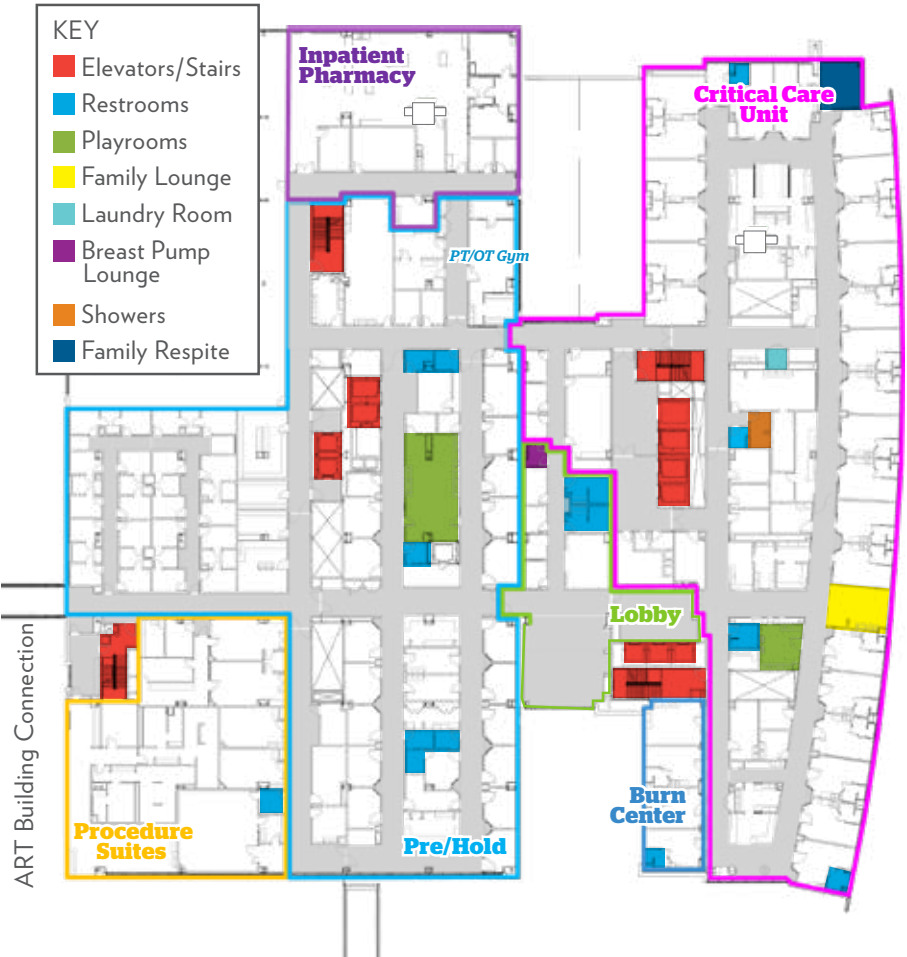 KEY
Elevators/Stairs
Restrooms
Playrooms
Family Lounge
Laundry Room
Breast Pump
Lounge
Showers
Family Respite
Inpatient
Pharmacy
Critical Care
Unit
PT/OT Gym
Lobby
Burn
Center
Procedure
Suites
Pre/Hold
ART Building Connection